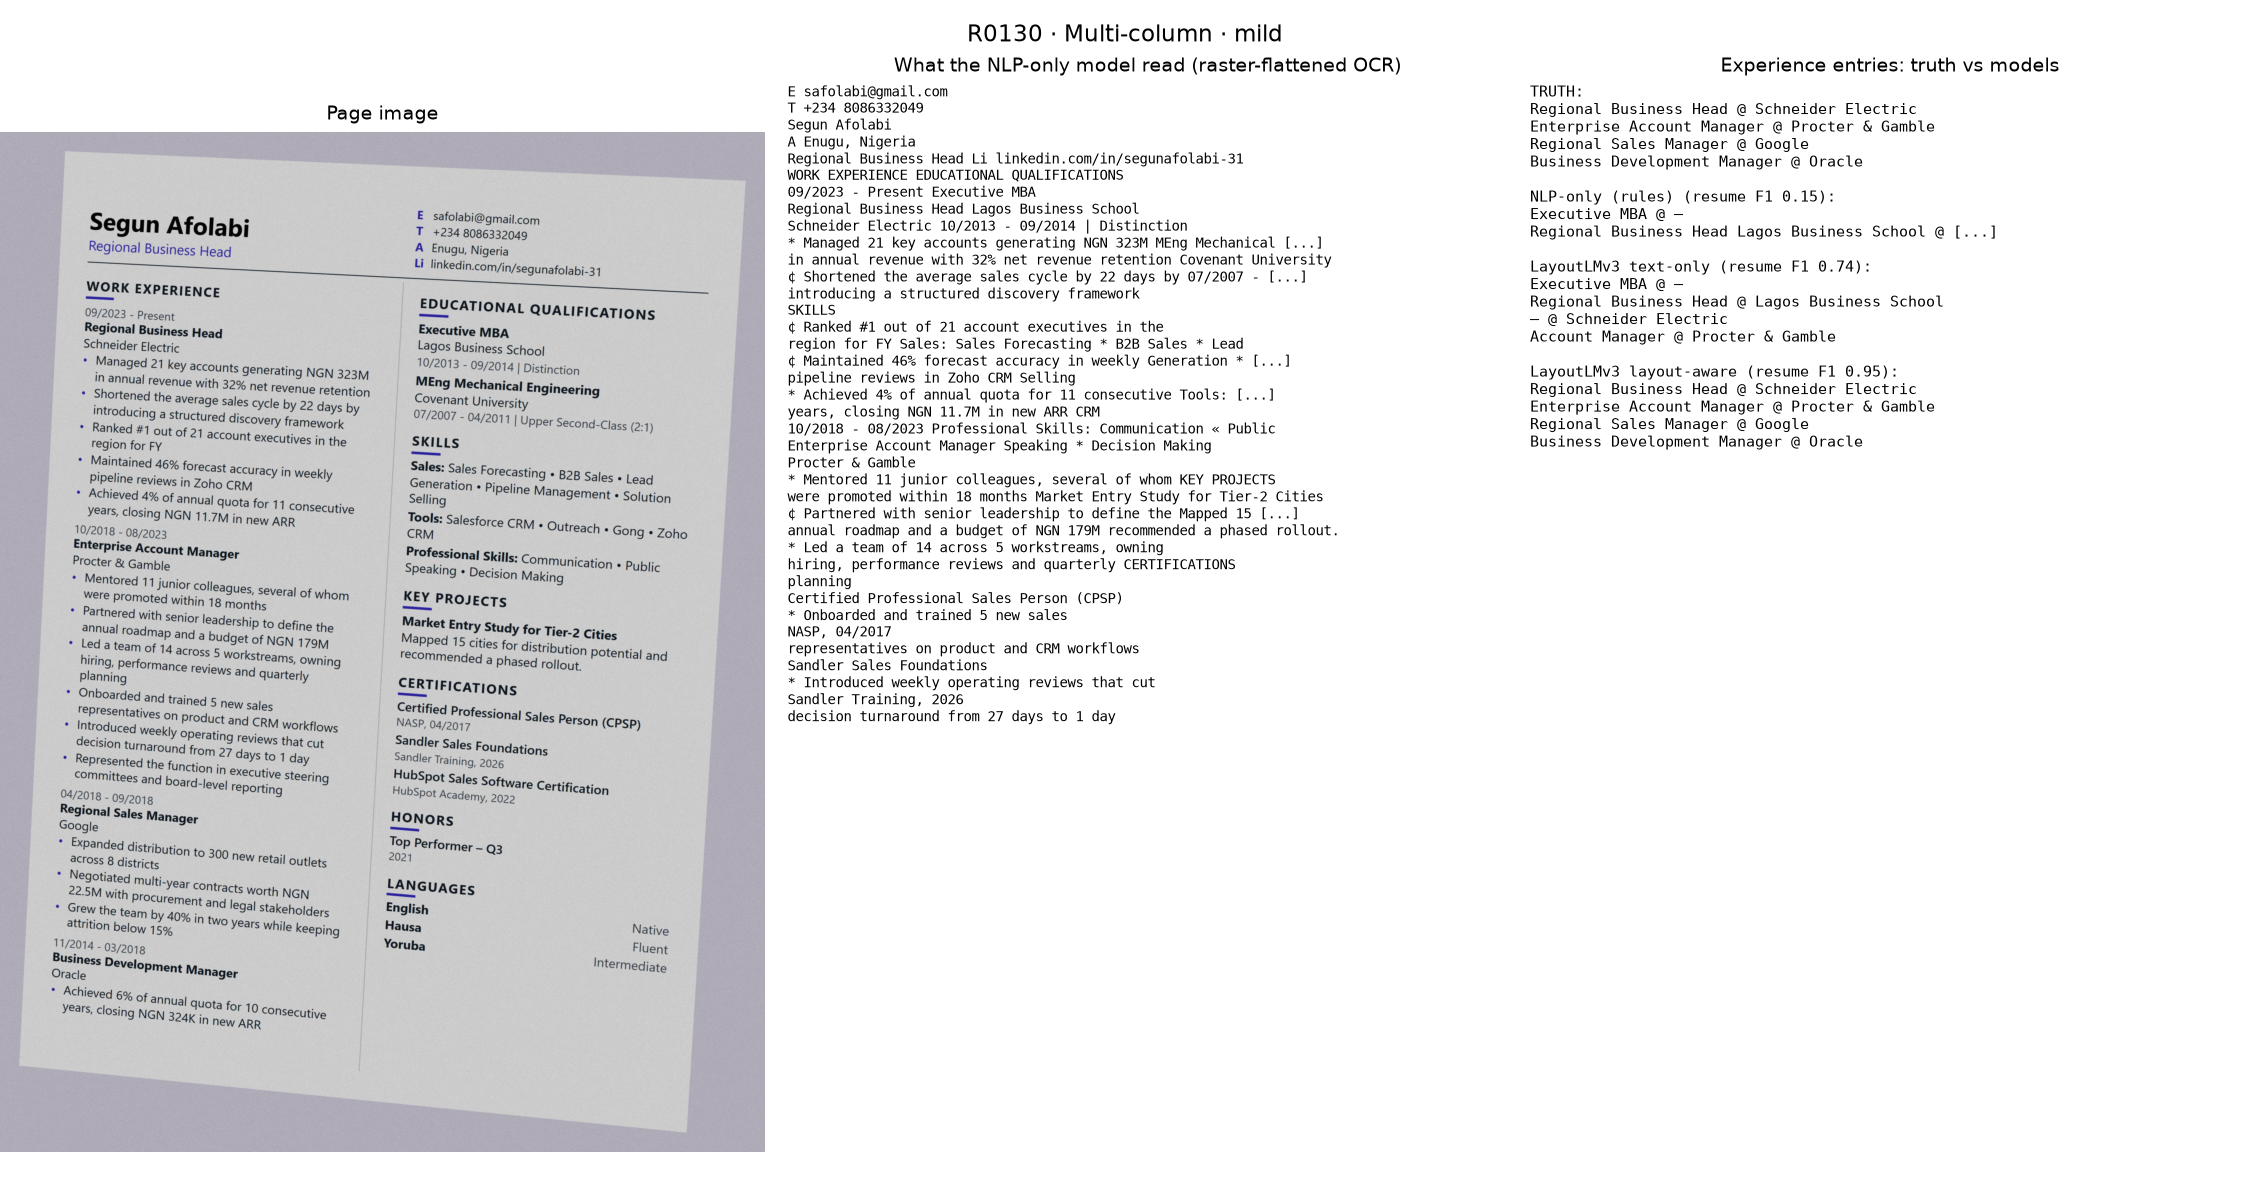 R0130 · Multi-column · mild
Page image
Segun Afolabi
Regional Business Head
E safolabi@gmail.com
T +234 8086332049
A Enugu, Nigeria
Li linkedin.com/in/segunafolabi-31
WORK EXPERIENCE
09/2023 - Present
Regional Business Head
Schneider Electric
• Managed 21 key accounts generating NGN 323M
in annual revenue with 32% net revenue retention
• Shortened the average sales cycle by 22 days by
introducing a structured discovery framework
• Ranked #1 out of 21 account executives in the
region for FY
• Maintained 46% forecast accuracy in weekly
pipeline reviews in Zoho CRM
• Achieved 4% of annual quota for 11 consecutive
years, closing NGN 11.7M in new ARR
10/2018 - 08/2023
Enterprise Account Manager
Procter & Gamble
• Mentored 11 junior colleagues, several of whom
were promoted within 18 months
• Partnered with senior leadership to define the
annual roadmap and a budget of NGN 179M
• Led a team of 14 across 5 workstreams, owning
hiring, performance reviews and quarterly
planning
• Onboarded and trained 5 new sales
representatives on product and CRM workflows
• Introduced weekly operating reviews that cut
decision turnaround from 27 days to 1 day
• Represented the function in executive steering
committees and board-level reporting
04/2018 - 09/2018
Regional Sales Manager
Google
• Expanded distribution to 300 new retail outlets
across 8 districts
• Negotiated multi-year contracts worth NGN
22.5M with procurement and legal stakeholders
• Grew the team by 40% in two years while keeping
attrition below 15%
11/2014 - 03/2018
Business Development Manager
Oracle
• Achieved 6% of annual quota for 10 consecutive
years, closing NGN 324K in new ARR
EDUCATIONAL QUALIFICATIONS
Executive MBA
Lagos Business School
10/2013 - 09/2014 | Distinction
MEng Mechanical Engineering
Covenant University
07/2007 - 04/2011 | Upper Second-Class (2:1)
SKILLS
Sales: Sales Forecasting • B2B Sales • Lead
Generation • Pipeline Management • Solution
Selling
Tools: Salesforce CRM • Outreach • Gong • Zoho
CRM
Professional Skills: Communication • Public
Speaking • Decision Making
KEY PROJECTS
Market Entry Study for Tier-2 Cities
Mapped 15 cities for distribution potential and
recommended a phased rollout.
CERTIFICATIONS
Certified Professional Sales Person (CPSP)
NASP, 04/2017
Sandler Sales Foundations
Sandler Training, 2026
HubSpot Sales Software Certification
HubSpot Academy, 2022
HONORS
Top Performer – Q3
2021
LANGUAGES
English Native
Hausa Fluent
Yoruba Intermediate
What the NLP-only model read (raster-flattened OCR)
E safolabi@gmail.com
T +234 8086332049
Segun Afolabi
A Enugu, Nigeria
Regional Business Head Li linkedin.com/in/segunafolabi-31
WORK EXPERIENCE EDUCATIONAL QUALIFICATIONS
09/2023 - Present Executive MBA
Regional Business Head Lagos Business School
Schneider Electric 10/2013 - 09/2014 | Distinction
* Managed 21 key accounts generating NGN 323M MEng Mechanical [...]
in annual revenue with 32% net revenue retention Covenant University
¢ Shortened the average sales cycle by 22 days by 07/2007 - [...]
introducing a structured discovery framework
SKILLS
¢ Ranked #1 out of 21 account executives in the
region for FY Sales: Sales Forecasting * B2B Sales * Lead
¢ Maintained 46% forecast accuracy in weekly Generation * [...]
pipeline reviews in Zoho CRM Selling
* Achieved 4% of annual quota for 11 consecutive Tools: [...]
years, closing NGN 11.7M in new ARR CRM
10/2018 - 08/2023 Professional Skills: Communication « Public
Enterprise Account Manager Speaking * Decision Making
Procter & Gamble
* Mentored 11 junior colleagues, several of whom KEY PROJECTS
were promoted within 18 months Market Entry Study for Tier-2 Cities
¢ Partnered with senior leadership to define the Mapped 15 [...]
annual roadmap and a budget of NGN 179M recommended a phased rollout.
* Led a team of 14 across 5 workstreams, owning
hiring, performance reviews and quarterly CERTIFICATIONS
planning
Certified Professional Sales Person (CPSP)
* Onboarded and trained 5 new sales
NASP, 04/2017
representatives on product and CRM workflows
Sandler Sales Foundations
* Introduced weekly operating reviews that cut
Sandler Training, 2026
decision turnaround from 27 days to 1 day
Experience entries: truth vs models
TRUTH:
Regional Business Head @ Schneider Electric
Enterprise Account Manager @ Procter & Gamble
Regional Sales Manager @ Google
Business Development Manager @ Oracle
NLP-only (rules) (resume F1 0.15):
Executive MBA @ —
Regional Business Head Lagos Business School @ [...]
LayoutLMv3 text-only (resume F1 0.74):
Executive MBA @ —
Regional Business Head @ Lagos Business School
— @ Schneider Electric
Account Manager @ Procter & Gamble
LayoutLMv3 layout-aware (resume F1 0.95):
Regional Business Head @ Schneider Electric
Enterprise Account Manager @ Procter & Gamble
Regional Sales Manager @ Google
Business Development Manager @ Oracle